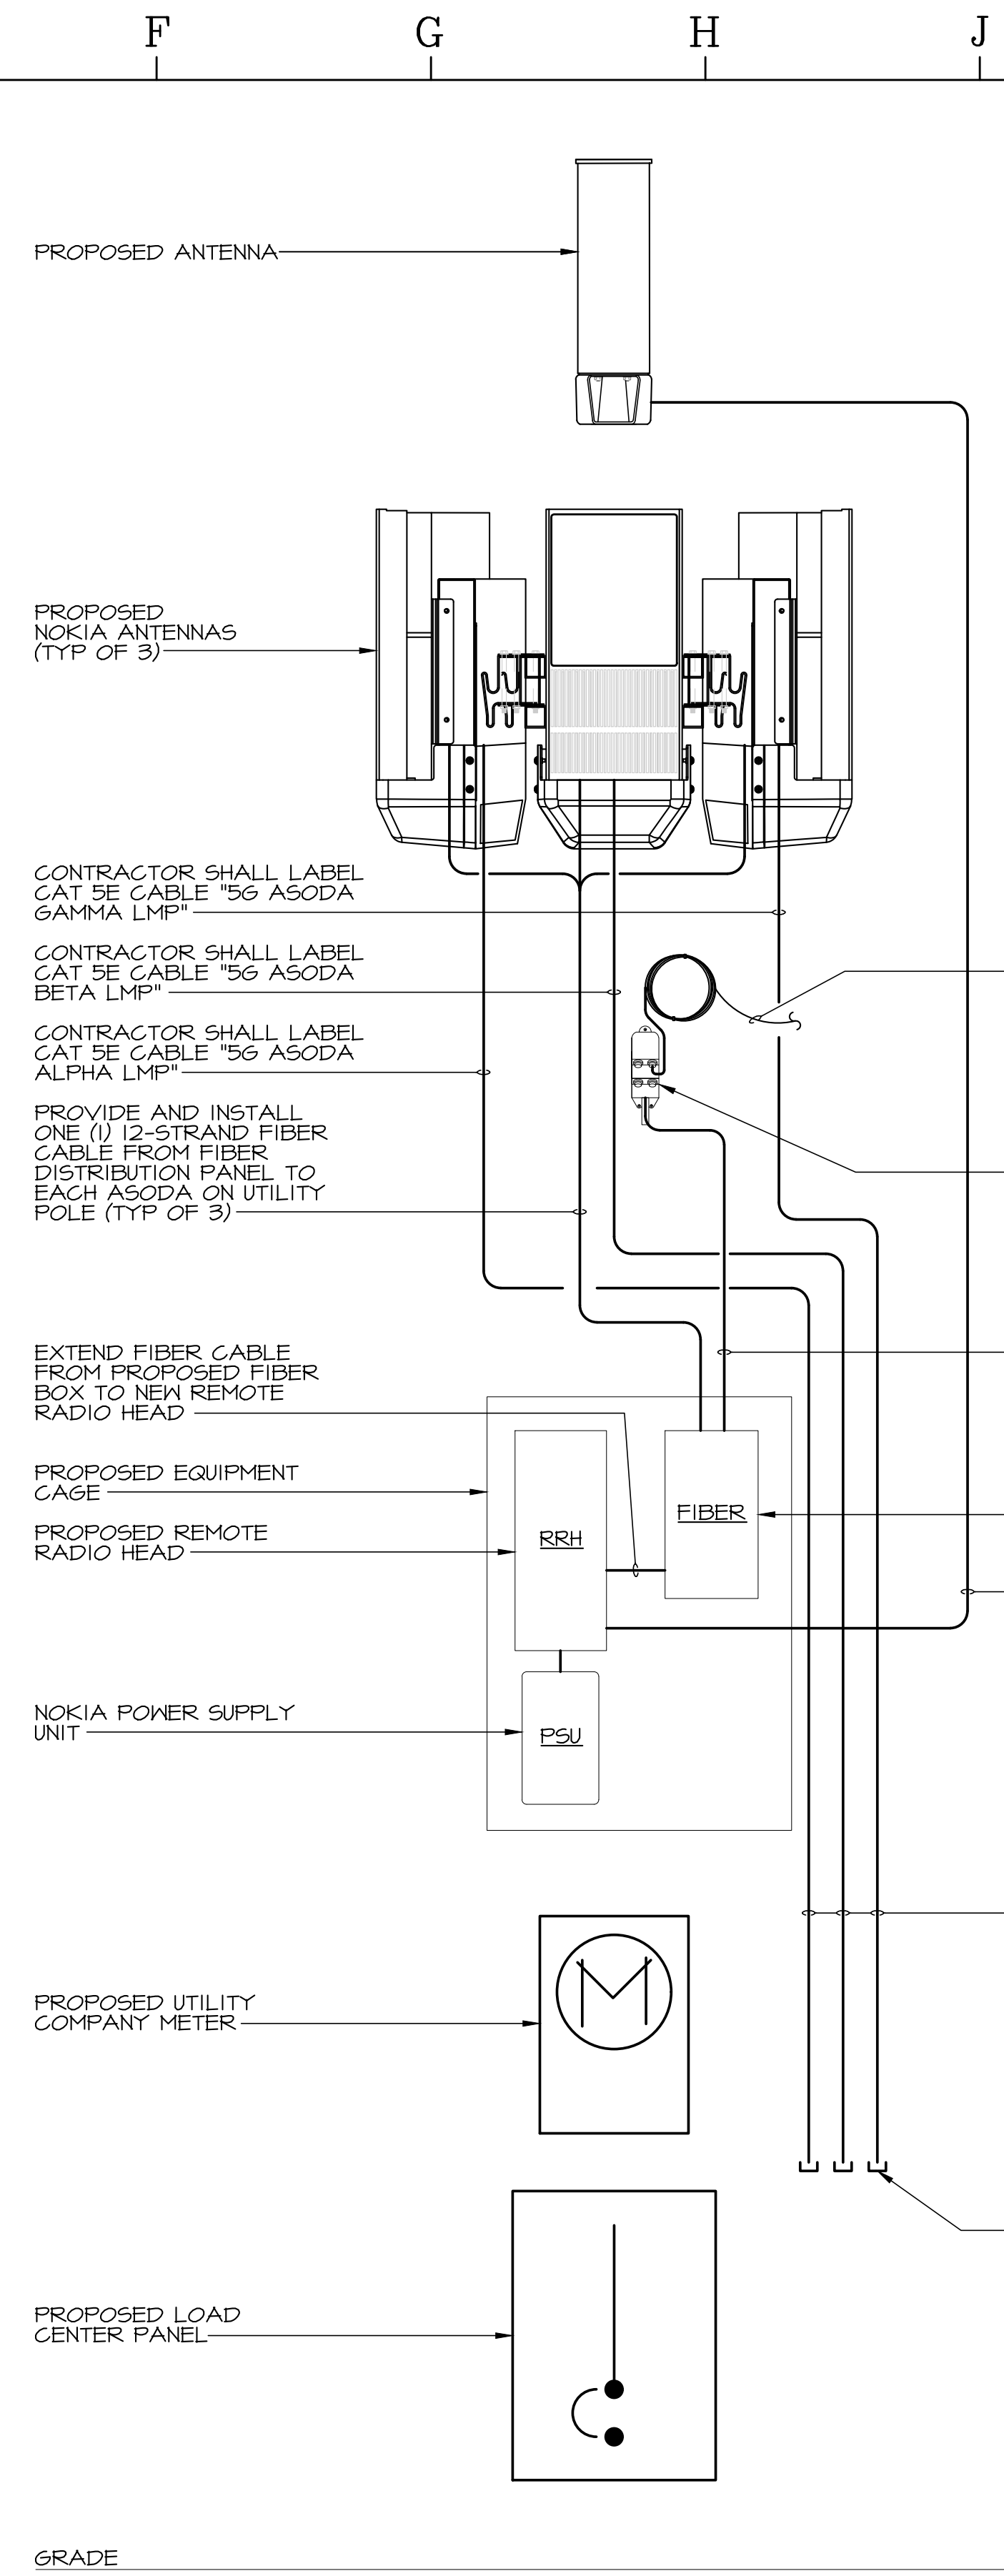 F G H J
PROPOSED ANTENNA
PROPOSED
NOKIA ANTENNAS
(TYP OF 3)
CONTRACTOR SHALL LABEL
CAT 5E CABLE "5G ASODA
GAMMA LMP"
CONTRACTOR SHALL LABEL
CAT 5E CABLE "5G ASODA
BETA LMP"
CONTRACTOR SHALL LABEL
CAT 5E CABLE "5G ASODA
ALPHA LMP"
PROVIDE AND INSTALL
ONE (1) 12-STRAND FIBER
CABLE FROM FIBER
DISTRIBUTION PANEL TO
EACH ASODA ON UTILITY
POLE (TYP OF 3)
EXTEND FIBER CABLE
FROM PROPOSED FIBER
BOX TO NEW REMOTE
RADIO HEAD
PROPOSED EQUIPMENT
CAGE
FIBER
PROPOSED REMOTE
RADIO HEAD
RRH
NOKIA POWER SUPPLY
UNIT
PSU
PROPOSED UTILITY
COMPANY METER
M
PROPOSED LOAD
CENTER PANEL
GRADE